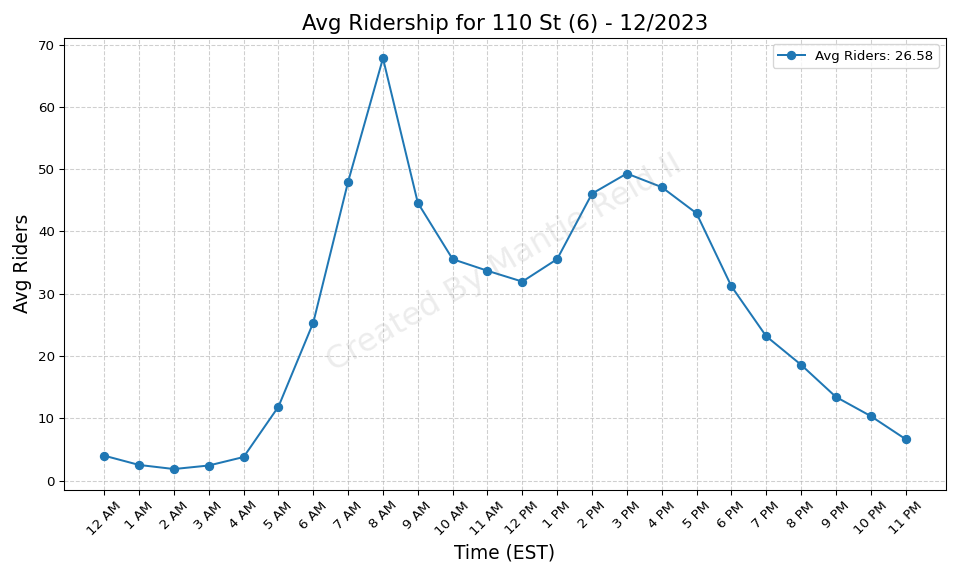 Avg Ridership for 110 St (6) - 12/2023
Avg Riders: 26.58
70
60
50
40
30
20
10
0
Avg Riders
Created By Mantie Reid II
12 AM
1 AM
2 AM
3 AM
4 AM
5 AM
6 AM
7 AM
8 AM
9 AM
10 AM
11 AM
12 PM
1 PM
2 PM
3 PM
4 PM
5 PM
6 PM
7 PM
8 PM
9 PM
10 PM
11 PM
Time (EST)